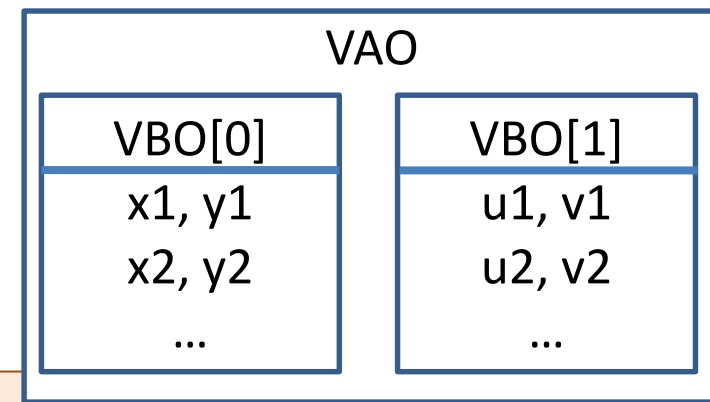 VAO
VBO[0]
x1, y1
x2, y2
...
VBO[1]
u1, v1
u2, v2
...